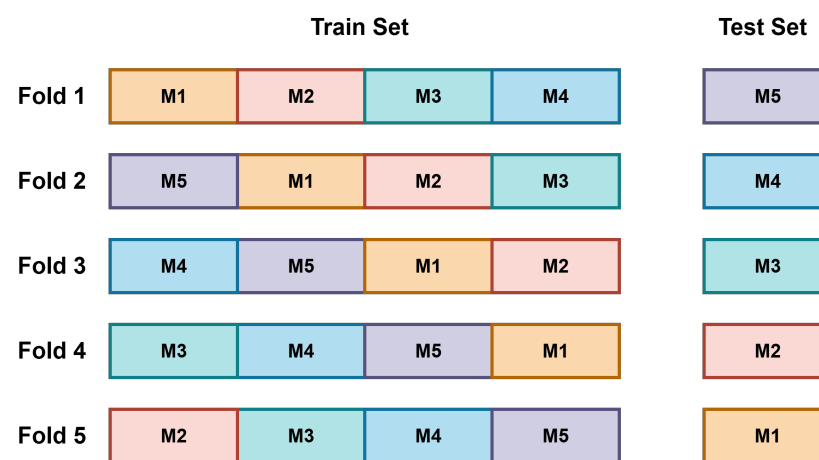 Train Set Test Set
Fold 1 M1 M2 M3 M4 M5
Fold 2 M5 M1 M2 M3 M4
Fold 3 M4 M5 M1 M2 M3
Fold 4 M3 M4 M5 M1 M2
Fold 5 M2 M3 M4 M5 M1